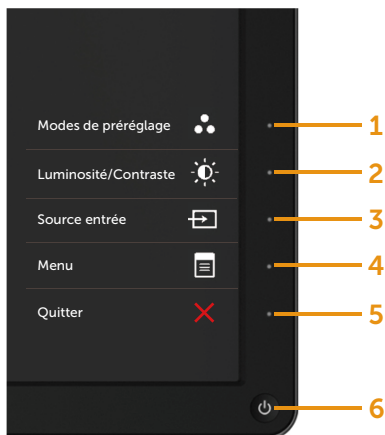 Modes de préréglage 1
Luminosité/Contraste 2
Source entrée 3
Menu 4
Quitter 5
6